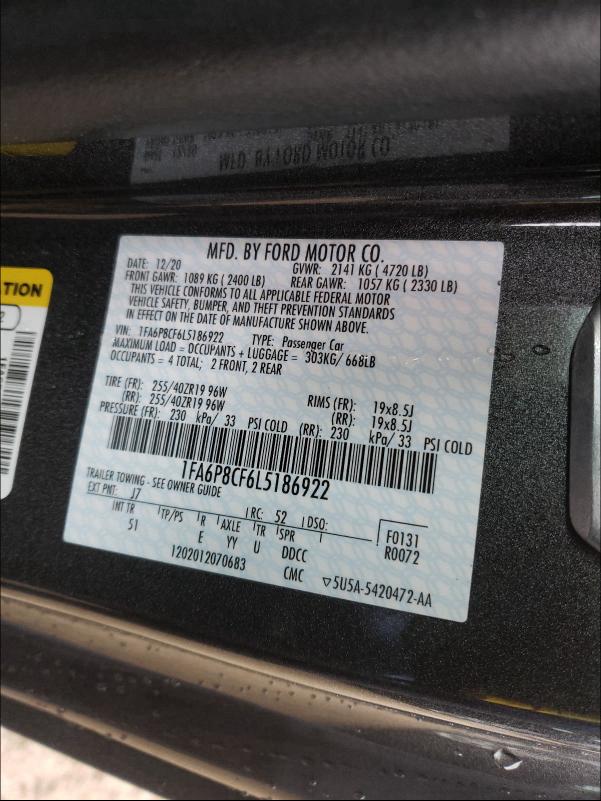 MFD. BY FORD MOTOR CO.
MFD. BY FORD MOTOR CO.
DATE: 12/20 GVWR: 2141 KG ( 4720 LB)
FRONT GAWR: 1089 KG ( 2400 LB) REAR GAWR: 1057 KG ( 2330 LB)
THIS VEHICLE CONFORMS TO ALL APPLICABLE FEDERAL MOTOR
VEHICLE SAFETY, BUMPER, AND THEFT PREVENTION STANDARDS
IN EFFECT ON THE DATE OF MANUFACTURE SHOWN ABOVE.
VIN: 1FA6P8CF6L5186922 TYPE: Passenger Car
MAXIMUM LOAD = OCCUPANTS + LUGGAGE = 303KG/ 668LB
OCCUPANTS = 4 TOTAL; 2 FRONT, 2 REAR
TIRE (FR): 255/40ZR19 96W RIMS (FR): 19x8.5J
(RR): 255/40ZR19 96W (RR): 19x8.5J
PRESSURE (FR): 230 kPa/ 33 PSI COLD (RR): 230 kPa/ 33 PSI COLD
1FA6P8CF6L5186922
TRAILER TOWING - SEE OWNER GUIDE
EXT PNT: J7 RC: 52 DSO: F0131
INT TR TP/PS R AXLE TR SPR R0072
51 E YY U DDCC
1202012070683 CMC ▽5U5A-5420472-AA
TION